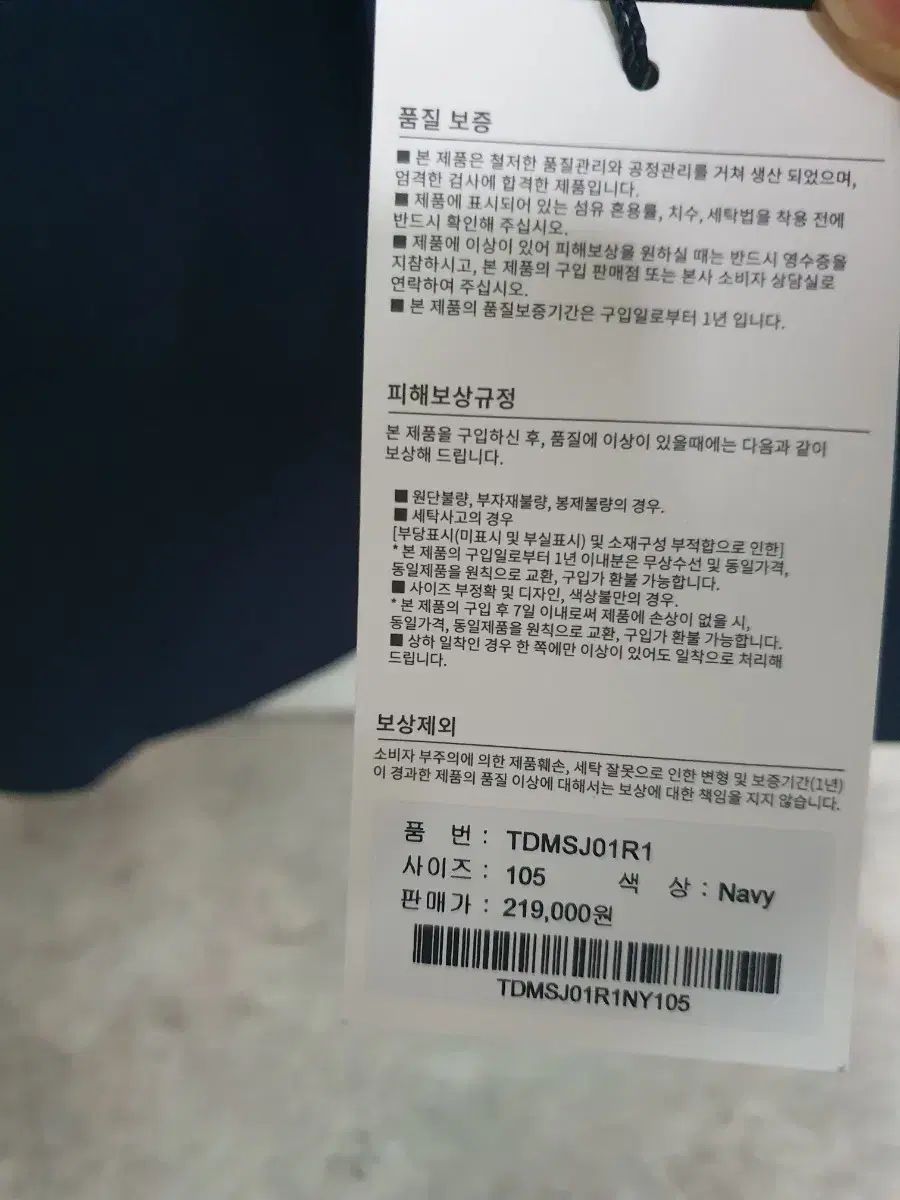 품질 보증
■ 본 제품은 철저한 품질관리와 공정관리를 거쳐 생산 되었으며,
엄격한 검사에 합격한 제품입니다.
■ 제품에 표시되어 있는 섬유 혼용률, 치수, 세탁법을 착용 전에
반드시 확인해 주십시오.
■ 제품에 이상이 있어 피해보상을 원하실 때는 반드시 영수증을
지참하시고, 본 제품의 구입 판매점 또는 본사 소비자 상담실로
연락하여 주십시오.
■ 본 제품의 품질보증기간은 구입일로부터 1년 입니다.
피해보상규정
본 제품을 구입하신 후, 품질에 이상이 있을때에는 다음과 같이
보상해 드립니다.
■ 원단불량, 부자재불량, 봉제불량의 경우.
■ 세탁사고의 경우
[부당표시(미표시 및 부실표시) 및 소재구성 부적합으로 인한]
* 본 제품의 구입일로부터 1년 이내분은 무상수선 및 동일가격,
동일제품을 원칙으로 교환, 구입가 환불 가능합니다.
■ 사이즈 부정확 및 디자인, 색상불만의 경우.
* 본 제품의 구입 후 7일 이내로써 제품에 손상이 없을 시,
동일가격, 동일제품을 원칙으로 교환, 구입가 환불 가능합니다.
■ 상하 일착인 경우 한 쪽에만 이상이 있어도 일착으로 처리해
드립니다.
보상제외
소비자 부주의에 의한 제품훼손, 세탁 잘못으로 인한 변형 및 보증기간(1년)
이 경과한 제품의 품질 이상에 대해서는 보상에 대한 책임을 지지 않습니다.
품 번 : TDMSJ01R1
사이즈 : 105 색 상 : Navy
판매가 : 219,000원
TDMSJ01R1NY105